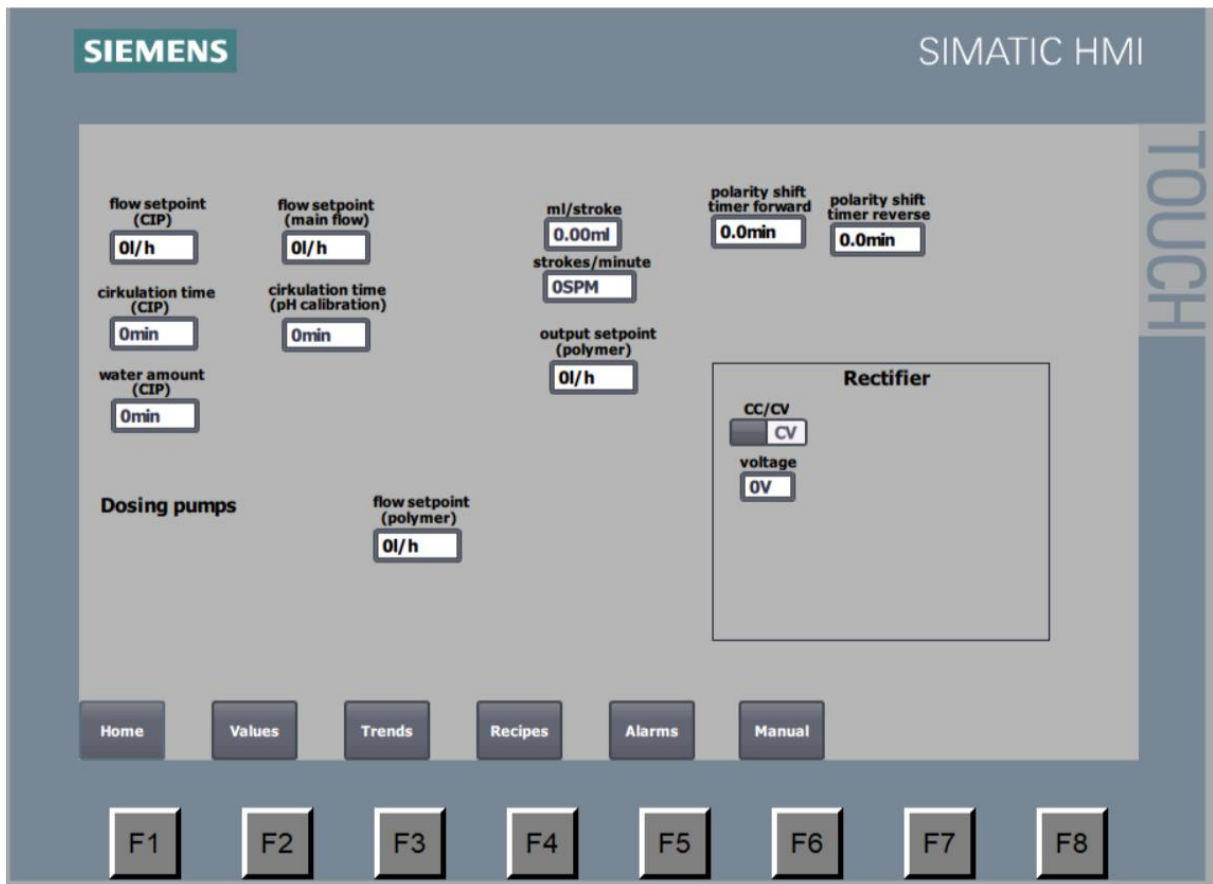 SIEMENS
SIMATIC HMI
TOUCH
flow setpoint
(CIP)
0l/h
flow setpoint
(main flow)
0l/h
ml/stroke
0.00ml
strokes/minute
0SPM
polarity shift
timer forward
0.0min
polarity shift
timer reverse
0.0min
cirkulation time
(CIP)
0min
cirkulation time
(pH calibration)
0min
output setpoint
(polymer)
0l/h
water amount
(CIP)
0min
Rectifier
CC/CV
CV
voltage
0V
Dosing pumps
flow setpoint
(polymer)
0l/h
Home
Values
Trends
Recipes
Alarms
Manual
F1
F2
F3
F4
F5
F6
F7
F8